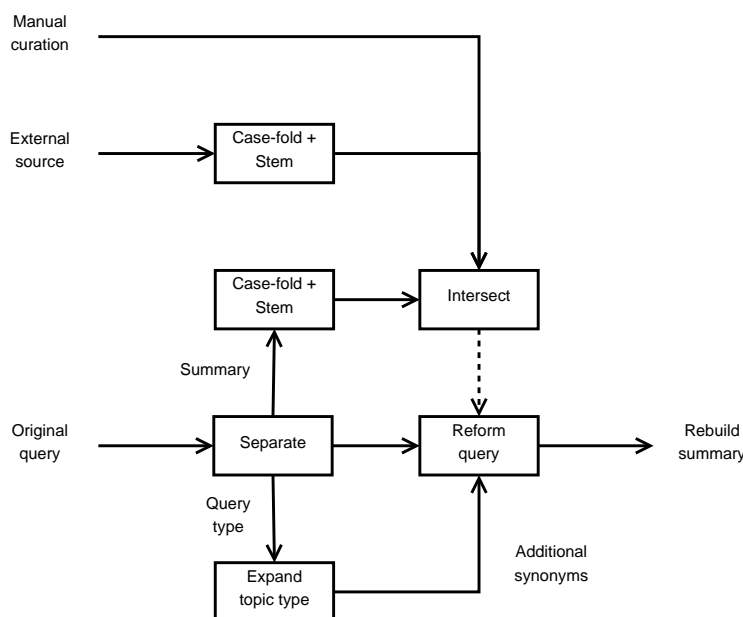 Manual
curation
External
source
Case-fold +
Stem
Case-fold +
Stem
Intersect
Summary
Original
query
Separate
Reform
query
Rebuild
summary
Query
type
Expand
topic type
Additional
synonyms